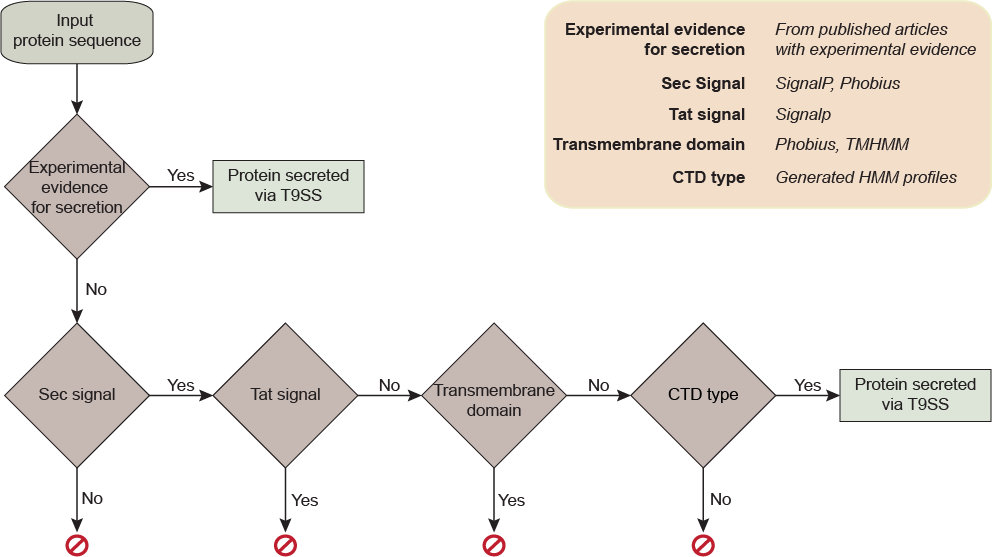 Input
protein sequence
Experimental evidence
for secretion
From published articles
with experimental evidence
Sec Signal
SignalP, Phobius
Tat signal
Signalp
Transmembrane domain
Phobius, TMHMM
CTD type
Generated HMM profiles
Experimental
evidence
for secretion
Yes
Protein secreted
via T9SS
No
Sec signal
Yes
Tat signal
No
Transmembrane
domain
No
CTD type
Yes
Protein secreted
via T9SS
No
Yes
Yes
No